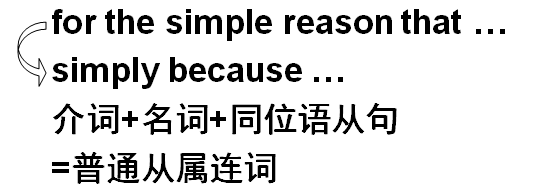 for the simple reason that …
simply because …
介词+名词+同位语从句
=普通从属连词